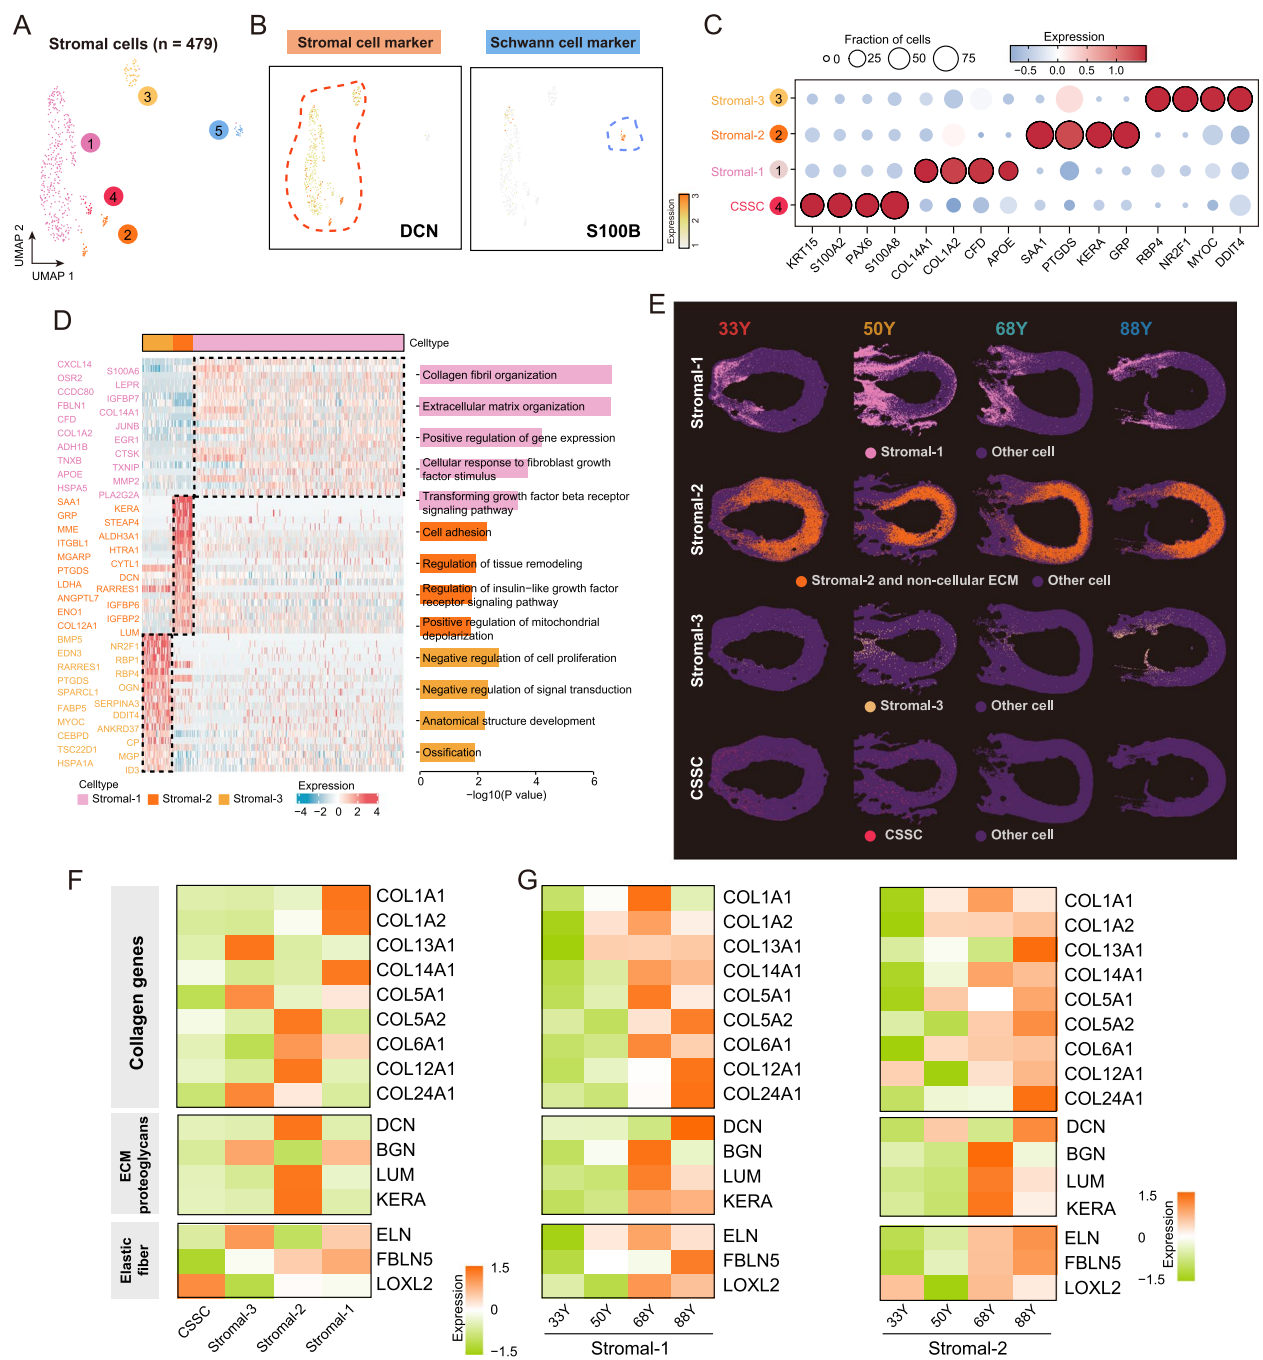 A
Stromal cells (n = 479)
3
5
1
4
2
UMAP 2
UMAP 1
B
Stromal cell marker
Schwann cell marker
DCN
S100B
Expression
1 2 3
C
Fraction of cells
0 25 50 75
Expression
−0.5 0.0 1.0
Stromal-3 3
Stromal-2 2
Stromal-1 1
CSSC 4
KRT15
S100A2
PAX6
S100A8
COL14A1
COL1A2
CFD
APOE
SAA1
PTGDS
KERA
GRP
RBP4
NR2F1
MYOC
DDIT4
D
Celltype
CXCL14
S100A6
OSR2
LEPR
CCDC80
IGFBP7
FBLN1
COL14A1
CFD
JUNB
COL1A2
EGR1
ADH1B
CTSK
TNXB
TXNIP
APOE
MMP2
HSPA5
PLA2G2A
SAA1
KERA
GRP
STEAP4
MME
ALDH3A1
ITGBL1
HTRA1
MGARP
CYTL1
PTGDS
DCN
LDHA
RARRES1
ANGPTL7
IGFBP6
ENO1
IGFBP2
COL12A1
LUM
BMP5
NR2F1
EDN3
RBP1
RARRES1
RBP4
PTGDS
OGN
SPARCL1
SERPINA3
FABP5
DDIT4
MYOC
ANKRD37
CEBPD
CP
TSC22D1
MGP
HSPA1A
ID3
Collagen fibril organization
Extracellular matrix organization
Positive regulation of gene expression
Cellular response to fibroblast growth
factor stimulus
Transforming growth factor beta receptor
signaling pathway
Cell adhesion
Regulation of tissue remodeling
Regulation of insulin−like growth factor
receptor signaling pathway
Positive regulation of mitochondrial
depolarization
Negative regulation of cell proliferation
Negative regulation of signal transduction
Anatomical structure development
Ossification
0 2 4 6
−log10(P value)
Celltype
Stromal-1 Stromal-2 Stromal-3
Expression
−4 −2 0 2 4
E
33Y 50Y 68Y 88Y
Stromal-1
Stromal-1 Other cell
Stromal-2
Stromal-2 and non-cellular ECM Other cell
Stromal-3
Stromal-3 Other cell
CSSC
CSSC Other cell
F
Collagen genes
COL1A1
COL1A2
COL13A1
COL14A1
COL5A1
COL5A2
COL6A1
COL12A1
COL24A1
ECM
proteoglycans
DCN
BGN
LUM
KERA
Elastic
fiber
ELN
FBLN5
LOXL2
CSSC
Stromal-3
Stromal-2
Stromal-1
Expression
1.5
0
−1.5
G
COL1A1
COL1A2
COL13A1
COL14A1
COL5A1
COL5A2
COL6A1
COL12A1
COL24A1
DCN
BGN
LUM
KERA
ELN
FBLN5
LOXL2
33Y 50Y 68Y 88Y
Stromal-1
COL1A1
COL1A2
COL13A1
COL14A1
COL5A1
COL5A2
COL6A1
COL12A1
COL24A1
DCN
BGN
LUM
KERA
ELN
FBLN5
LOXL2
33Y 50Y 68Y 88Y
Stromal-2
Expression
1.5
0
−1.5